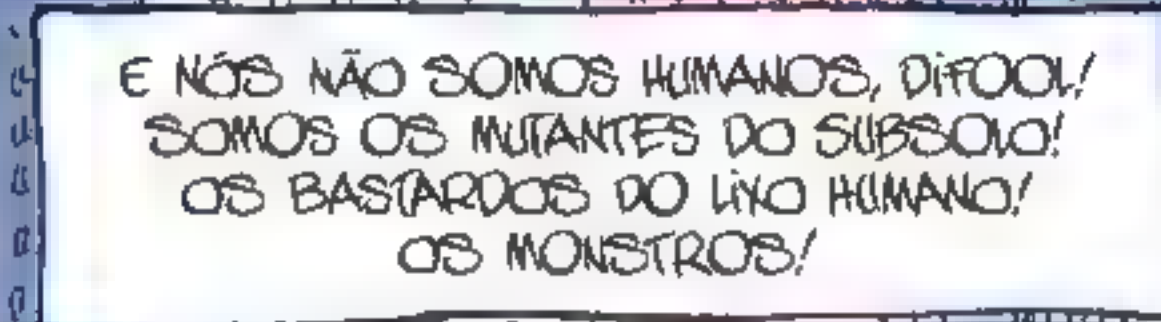 E NÓS NÃO SOMOS HUMANOS, DiFOOL!
SOMOS OS MUTANTES DO SUBSOLO!
OS BASTARDOS DO LiXO HUMANO!
OS MONSTROS!